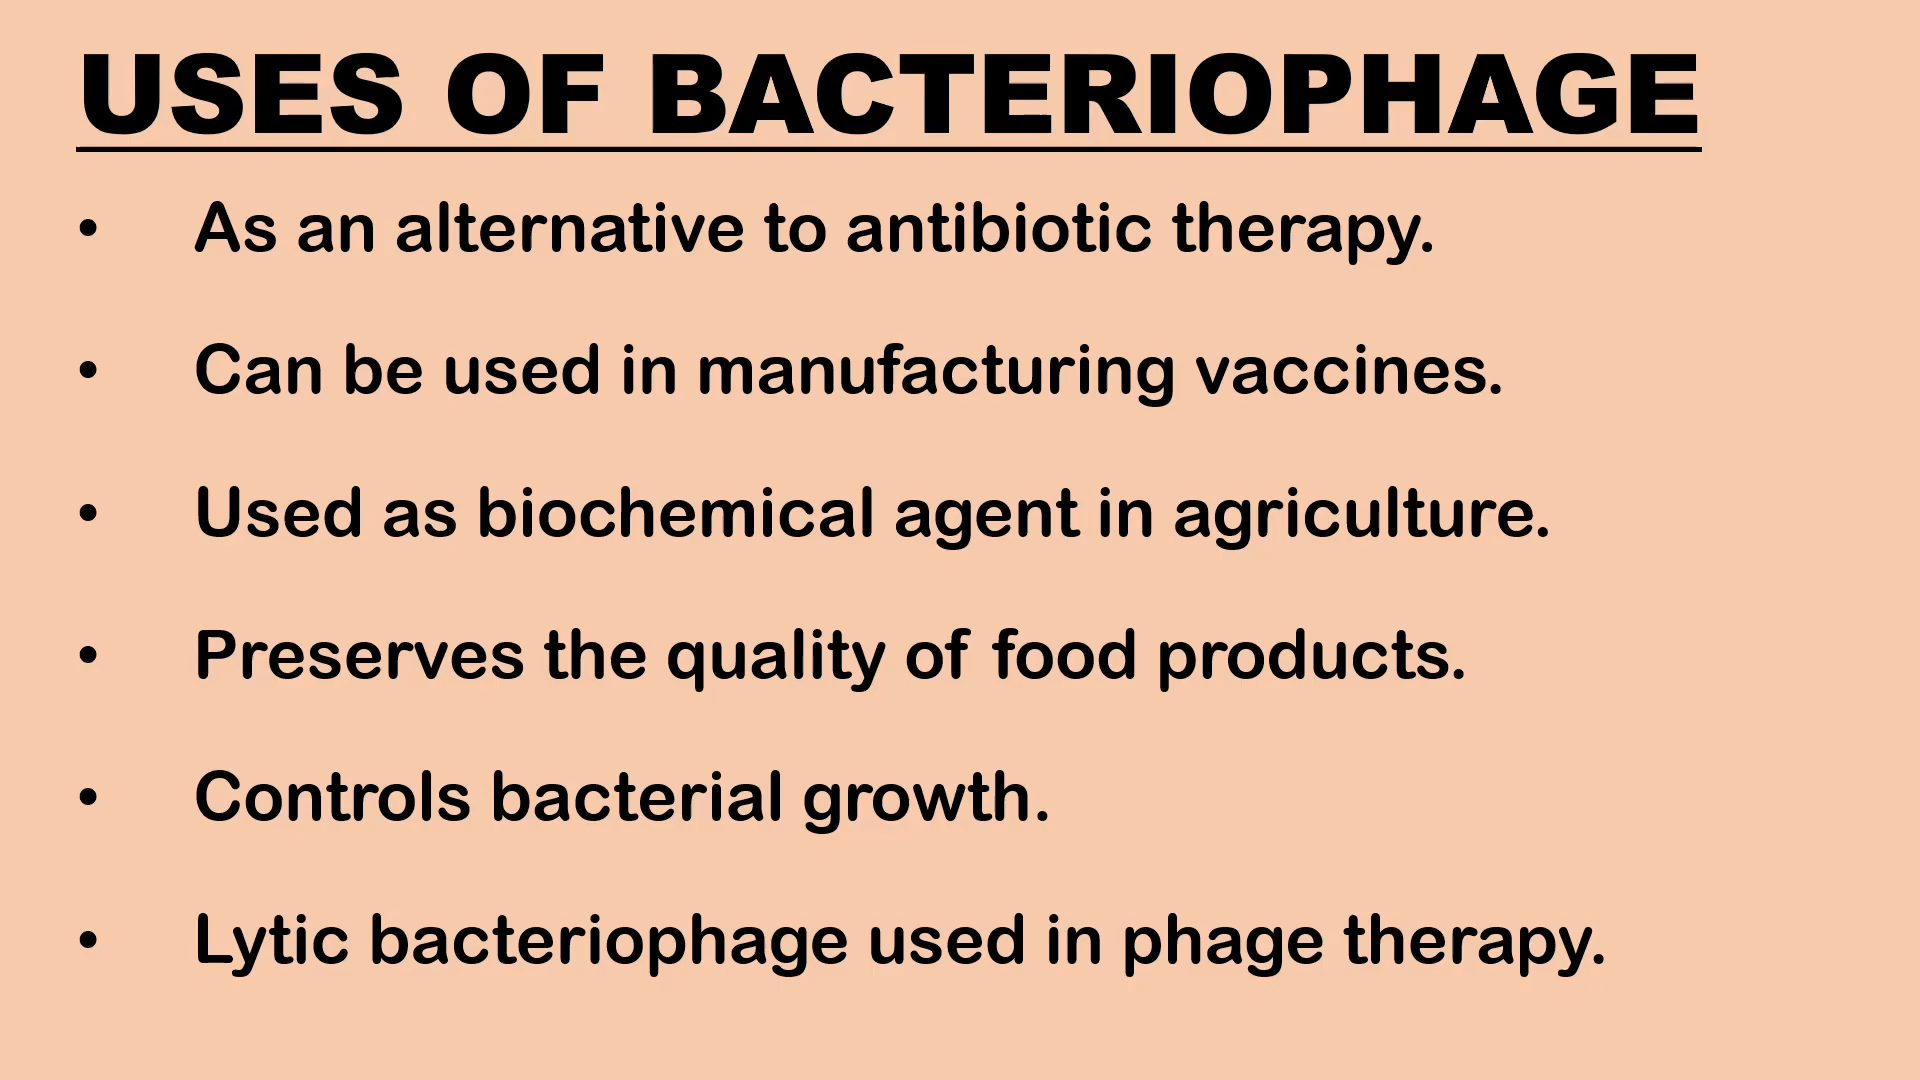 USES OF BACTERIOPHAGE
• As an alternative to antibiotic therapy.
• Can be used in manufacturing vaccines.
• Used as biochemical agent in agriculture.
• Preserves the quality of food products.
• Controls bacterial growth.
• Lytic bacteriophage used in phage therapy.